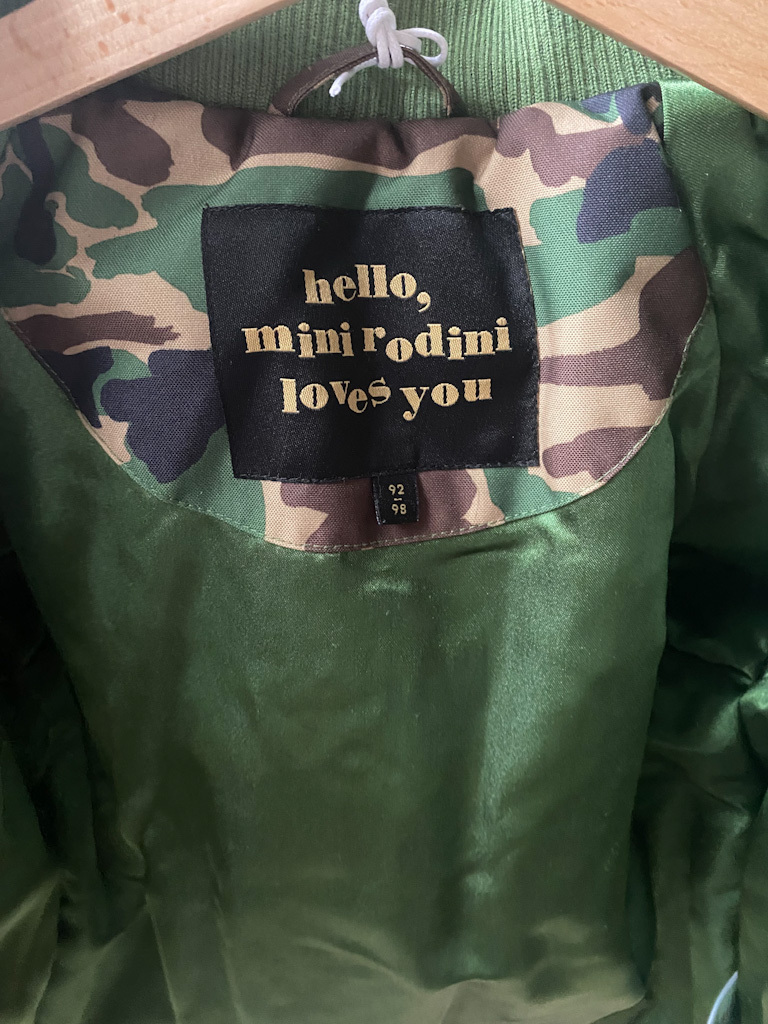 hello,
mini rodini
loves you
92
98